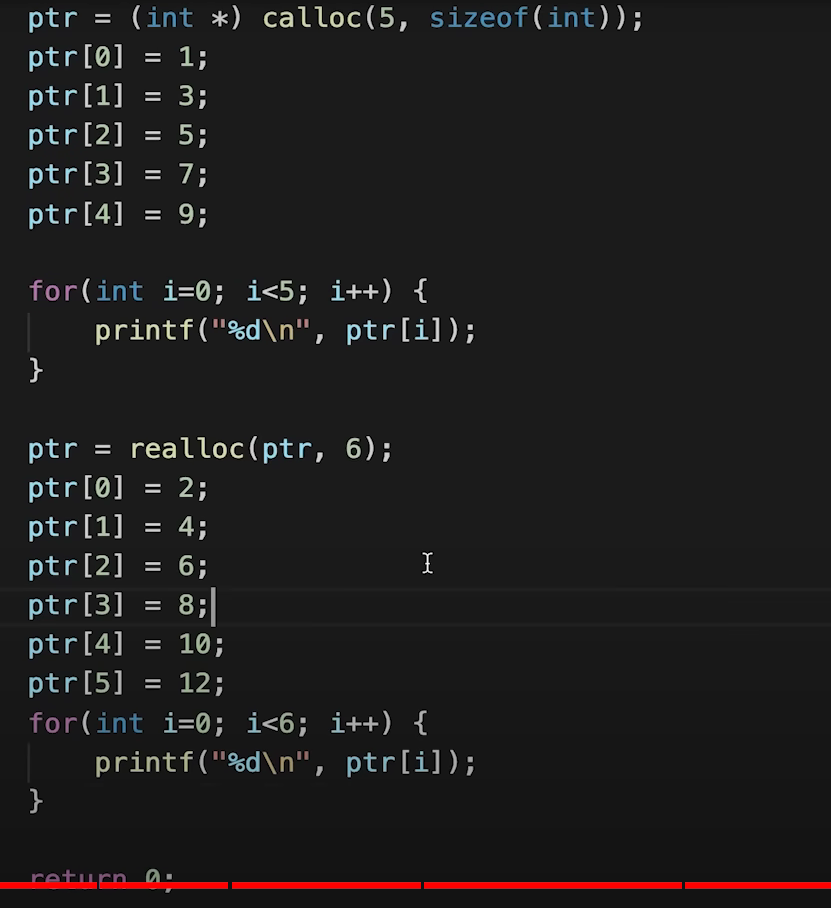 ptr = (int *) calloc(5, sizeof(int));
ptr[0] = 1;
ptr[1] = 3;
ptr[2] = 5;
ptr[3] = 7;
ptr[4] = 9;
for(int i=0; i<5; i++) {
printf("%d\n", ptr[i]);
}
ptr = realloc(ptr, 6);
ptr[0] = 2;
ptr[1] = 4;
ptr[2] = 6;
ptr[3] = 8;
ptr[4] = 10;
ptr[5] = 12;
for(int i=0; i<6; i++) {
printf("%d\n", ptr[i]);
}
return 0;